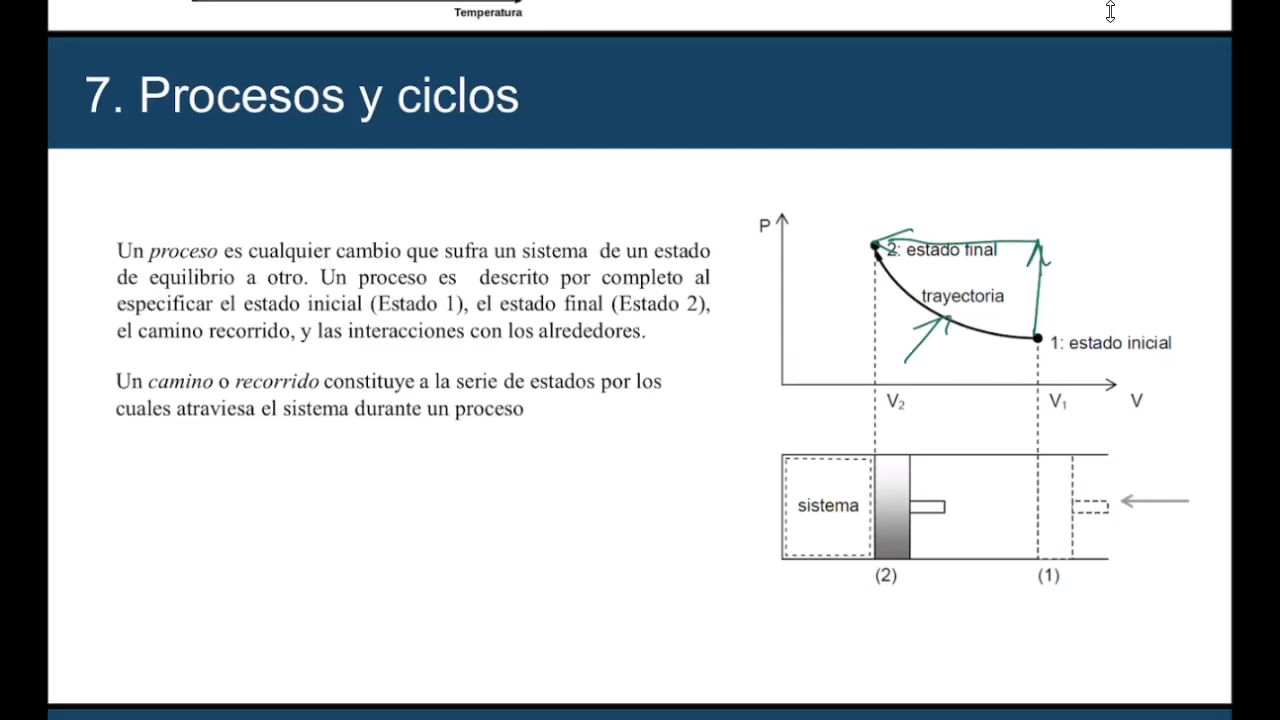 Temperatura
7. Procesos y ciclos
Un proceso es cualquier cambio que sufra un sistema de un estado
de equilibrio a otro. Un proceso es descrito por completo al
especificar el estado inicial (Estado 1), el estado final (Estado 2),
el camino recorrido, y las interacciones con los alrededores.
Un camino o recorrido constituye a la serie de estados por los
cuales atraviesa el sistema durante un proceso
P
2: estado final
trayectoria
1: estado inicial
V₂
V₁
V
sistema
(2)
(1)